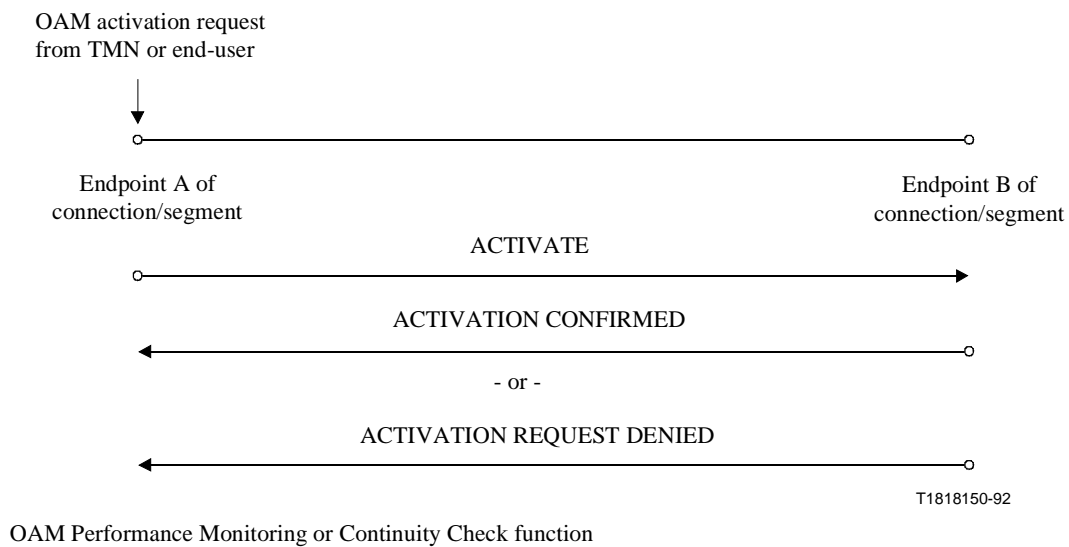 OAM activation request
from TMN or end-user
Endpoint A of
connection/segment
Endpoint B of
connection/segment
ACTIVATE
ACTIVATION CONFIRMED
- or -
ACTIVATION REQUEST DENIED
T1818150-92
OAM Performance Monitoring or Continuity Check function